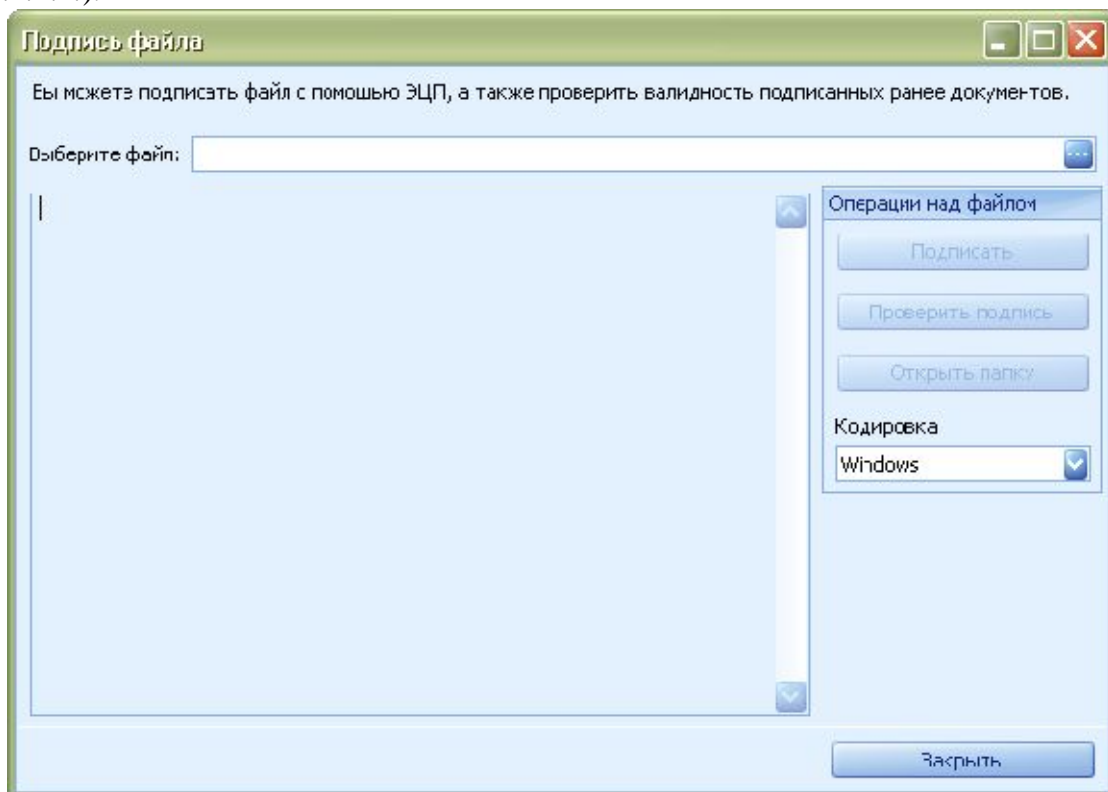 Подпись файла
Вы можете подписать файл с помошью ЭЦП, а также проверить валидность подписанных ранее документов.
Выберите файл:
Операции над файлом
Подписать
Проверить подпись
Открыть папку
Кодировка
Windows
Закрыть